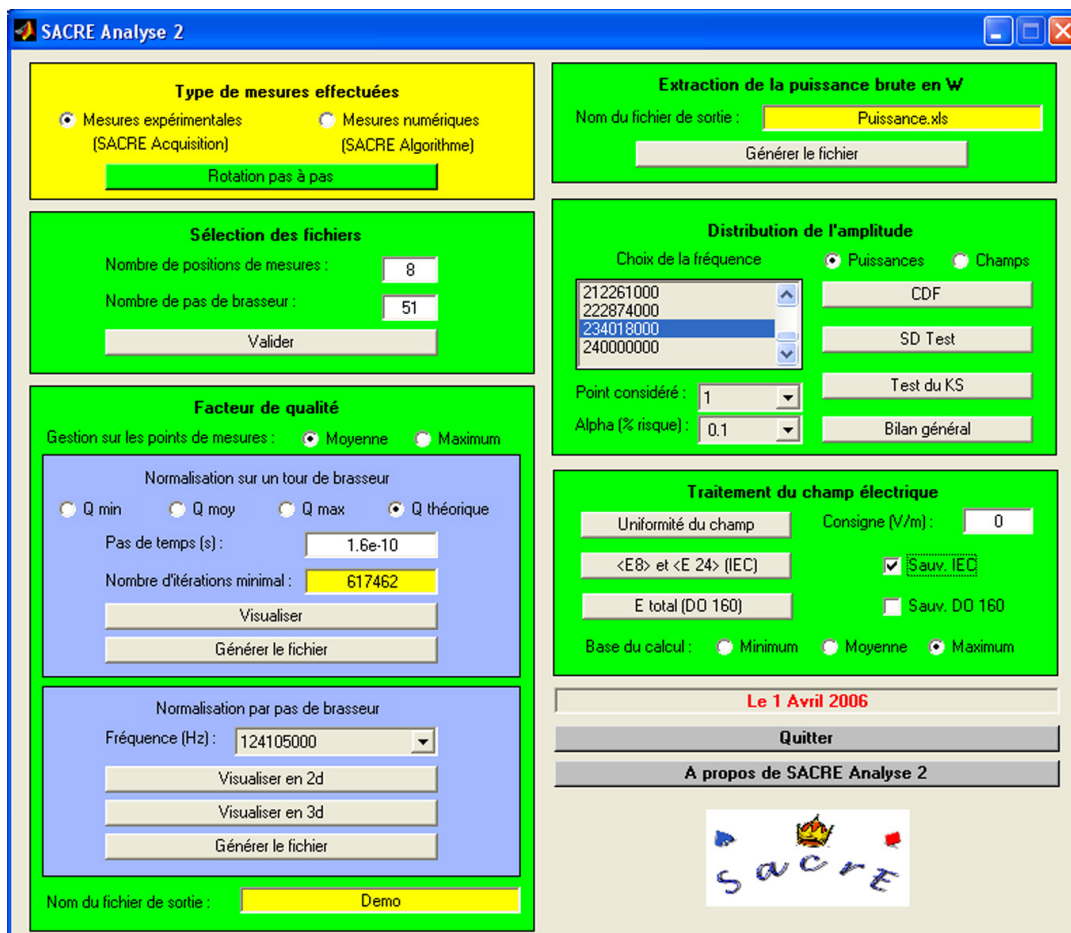 SACRE Analyse 2
Type de mesures effectuées
Mesures expérimentales
(SACRE Acquisition)
Mesures numériques
(SACRE Algorithme)
Rotation pas à pas
Sélection des fichiers
Nombre de positions de mesures : 8
Nombre de pas de brasseur : 51
Valider
Facteur de qualité
Gestion sur les points de mesures : Moyenne Maximum
Normalisation sur un tour de brasseur
Q min Q moy Q max Q théorique
Pas de temps (s) : 1.6e-10
Nombre d'itérations minimal : 617462
Visualiser
Générer le fichier
Normalisation par pas de brasseur
Fréquence (Hz) : 124105000
Visualiser en 2d
Visualiser en 3d
Générer le fichier
Nom du fichier de sortie : Demo
Extraction de la puissance brute en W
Nom du fichier de sortie : Puissance.xls
Générer le fichier
Distribution de l'amplitude
Choix de la fréquence
Puissances Champs
212261000
222874000
234018000
240000000
CDF
SD Test
Test du KS
Bilan général
Point considéré : 1
Alpha (% risque) : 0.1
Traitement du champ électrique
Uniformité du champ
Consigne (V/m) : 0
<E8> et <E 24> (IEC)
Sauv. IEC
E total (DO 160)
Sauv. DO 160
Base du calcul : Minimum Moyenne Maximum
Le 1 Avril 2006
Quitter
A propos de SACRE Analyse 2
SacrE